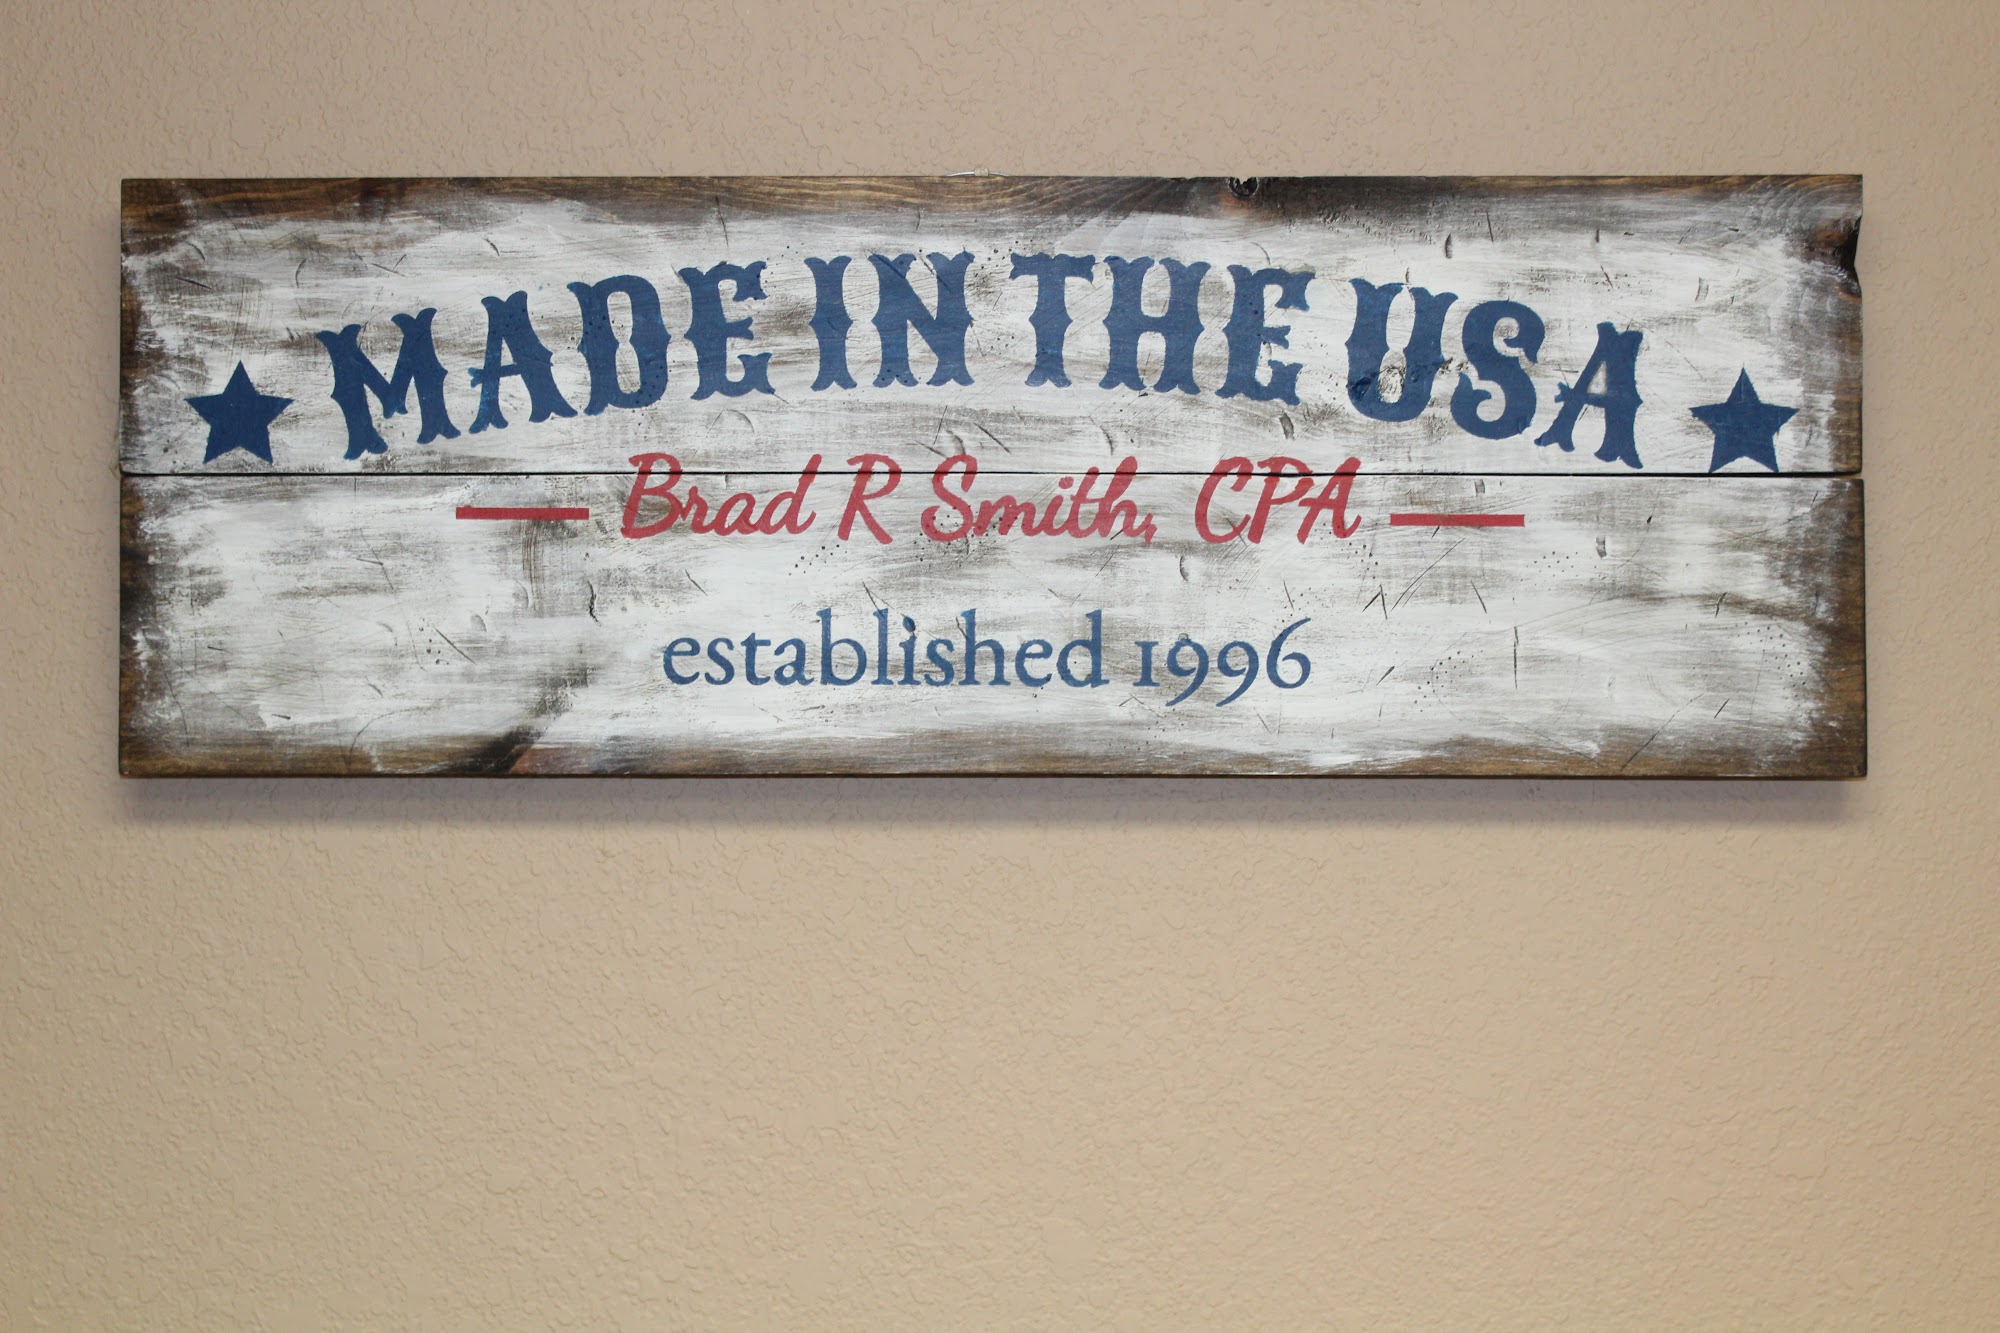 MADE IN THE USA
Brad R Smith, CPA
established 1996